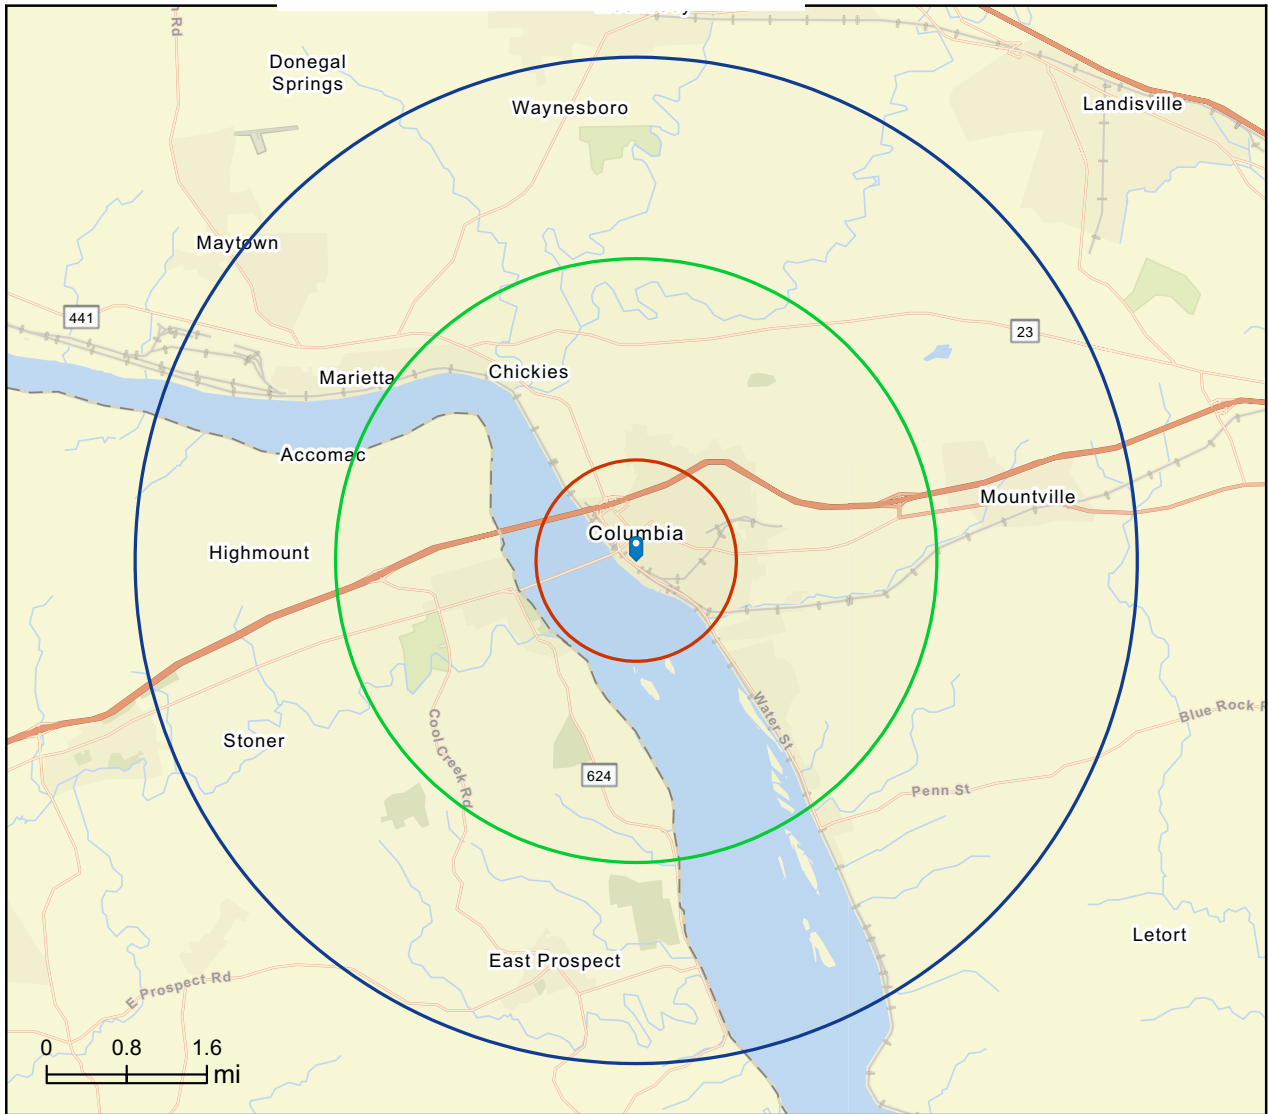 Rd
Donegal
Springs
Waynesboro
Landisville
Maytown
441
23
Marietta
Chickies
Accomac
Mountville
Columbia
Highmount
Water St
Blue Rock
Stoner
Cool Creek Rd
624
Penn St
Letort
East Prospect
E Prospect Rd
0 0.8 1.6
mi